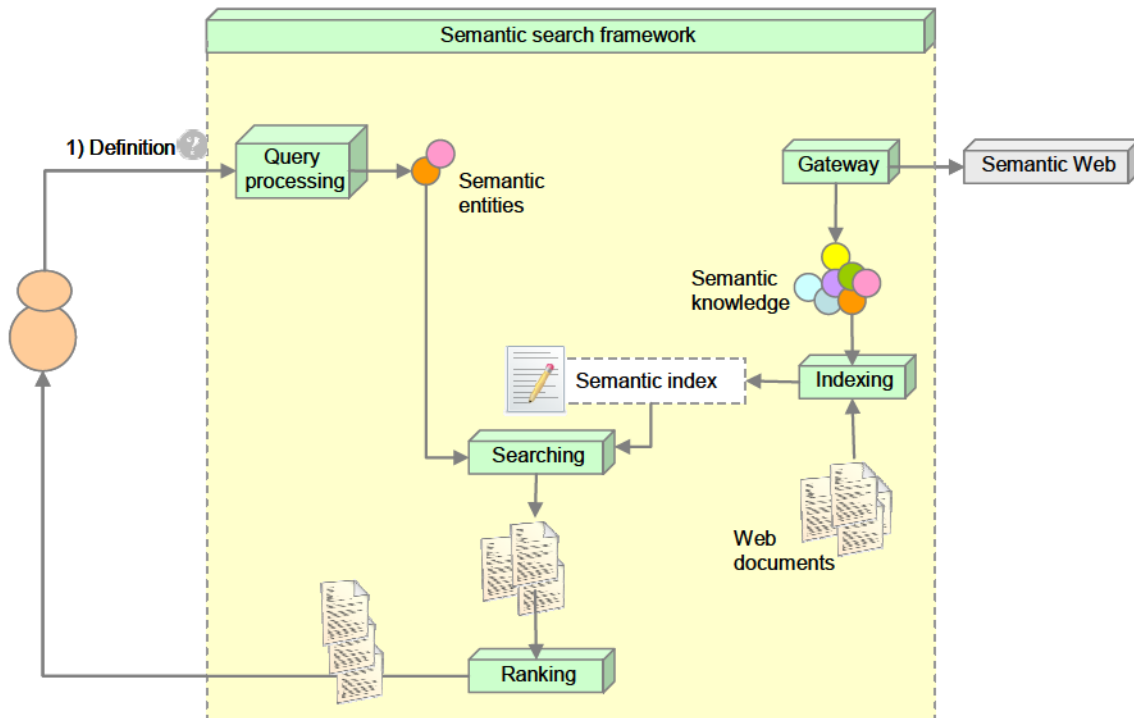 Semantic search framework
1) Definition ?
Query
processing
Semantic
entities
Gateway
Semantic Web
Semantic
knowledge
Semantic index
Indexing
Searching
Web
documents
Ranking